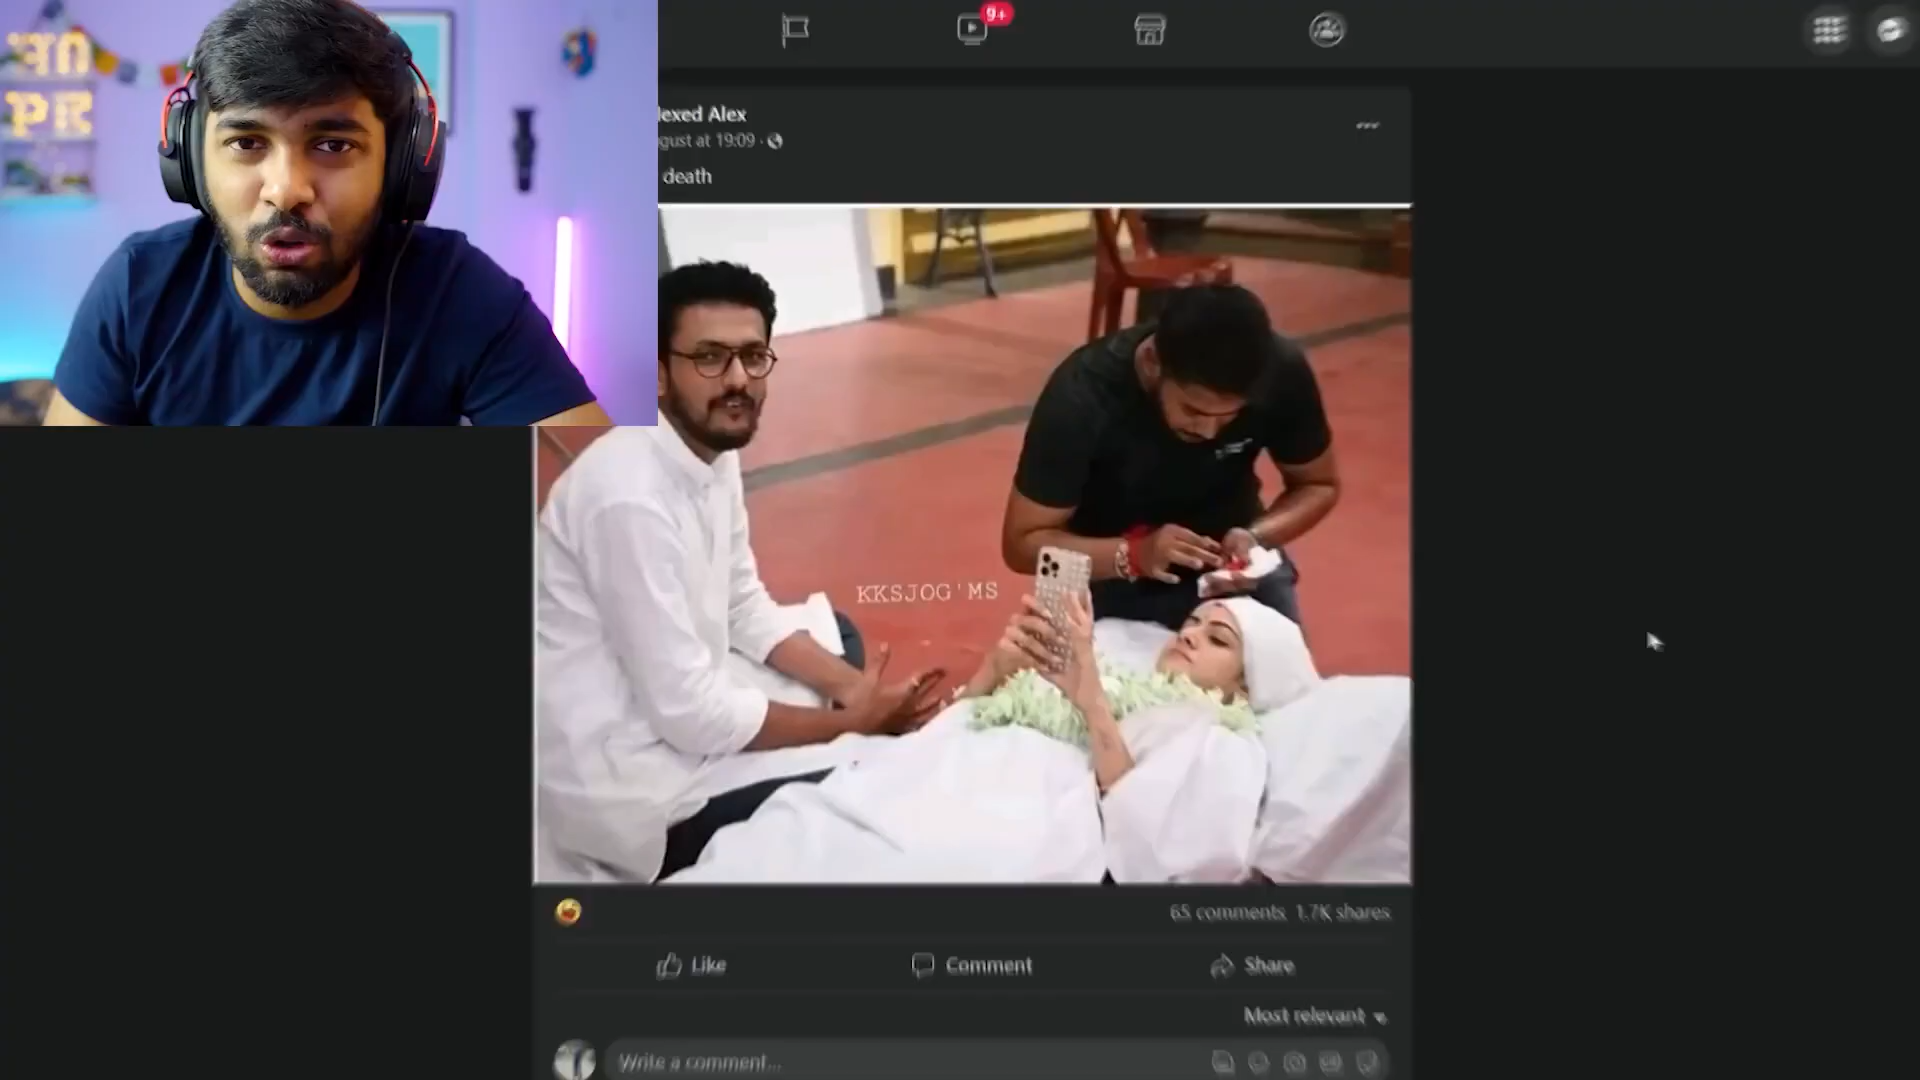 9+
lexed Alex
gust at 19:09
death
KKSJOG'MS
65 comments 1.7K shares
Like
Comment
Share
Most relevant
Write a comment...